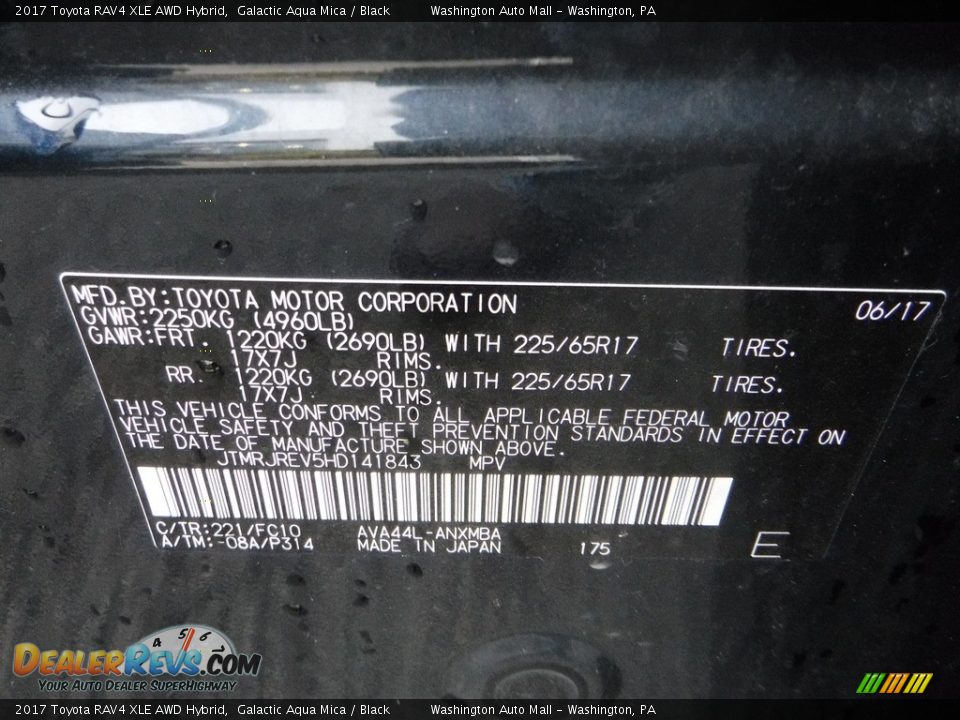 2017 Toyota RAV4 XLE AWD Hybrid, Galactic Aqua Mica / Black Washington Auto Mall - Washington, PA
MFD.BY:TOYOTA MOTOR CORPORATION 06/17
GVWR:2250KG (4960LB)
GAWR:FRT. 1220KG (2690LB) WITH 225/65R17 TIRES.
17X7J RIMS.
RR. 1220KG (2690LB) WITH 225/65R17 TIRES.
17X7J RIMS.
THIS VEHICLE CONFORMS TO ALL APPLICABLE FEDERAL MOTOR
VEHICLE SAFETY AND THEFT PREVENTION STANDARDS IN EFFECT ON
THE DATE OF MANUFACTURE SHOWN ABOVE.
JTMRJREV5HD141843 MPV
C/TR:221/FC10 AVA44L-ANXMBA
A/TM:-08A/P314 MADE IN JAPAN 175 E
4 5 6
DEALERREVS.COM
YOUR AUTO DEALER SUPERHIGHWAY
2017 Toyota RAV4 XLE AWD Hybrid, Galactic Aqua Mica / Black Washington Auto Mall - Washington, PA